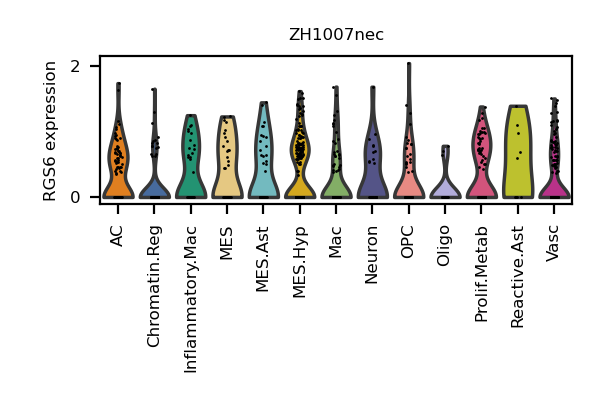 ZH1007nec
RGS6 expression
2
0
AC
Chromatin.Reg
Inflammatory.Mac
MES
MES.Ast
MES.Hyp
Mac
Neuron
OPC
Oligo
Prolif.Metab
Reactive.Ast
Vasc